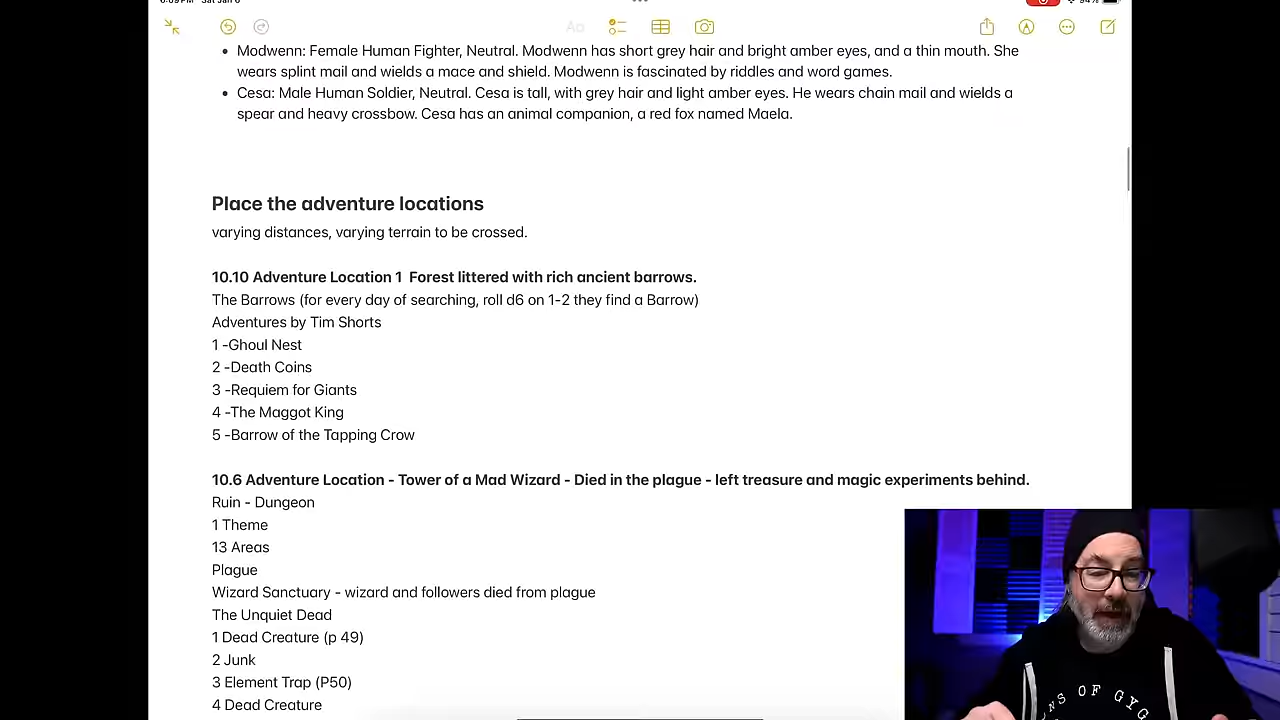 Modwenn: Female Human Fighter, Neutral. Modwenn has short grey hair and bright amber eyes, and a thin mouth. She
wears splint mail and wields a mace and shield. Modwenn is fascinated by riddles and word games.
Cesa: Male Human Soldier, Neutral. Cesa is tall, with grey hair and light amber eyes. He wears chain mail and wields a
spear and heavy crossbow. Cesa has an animal companion, a red fox named Maela.
Place the adventure locations
varying distances, varying terrain to be crossed.
10.10 Adventure Location 1  Forest littered with rich ancient barrows.
The Barrows (for every day of searching, roll d6 on 1-2 they find a Barrow)
Adventures by Tim Shorts
1 -Ghoul Nest
2 -Death Coins
3 -Requiem for Giants
4 -The Maggot King
5 -Barrow of the Tapping Crow
10.6 Adventure Location - Tower of a Mad Wizard - Died in the plague - left treasure and magic experiments behind.
Ruin - Dungeon
1 Theme
13 Areas
Plague
Wizard Sanctuary - wizard and followers died from plague
The Unquiet Dead
1 Dead Creature (p 49)
2 Junk
3 Element Trap (P50)
4 Dead Creature
OF GYG